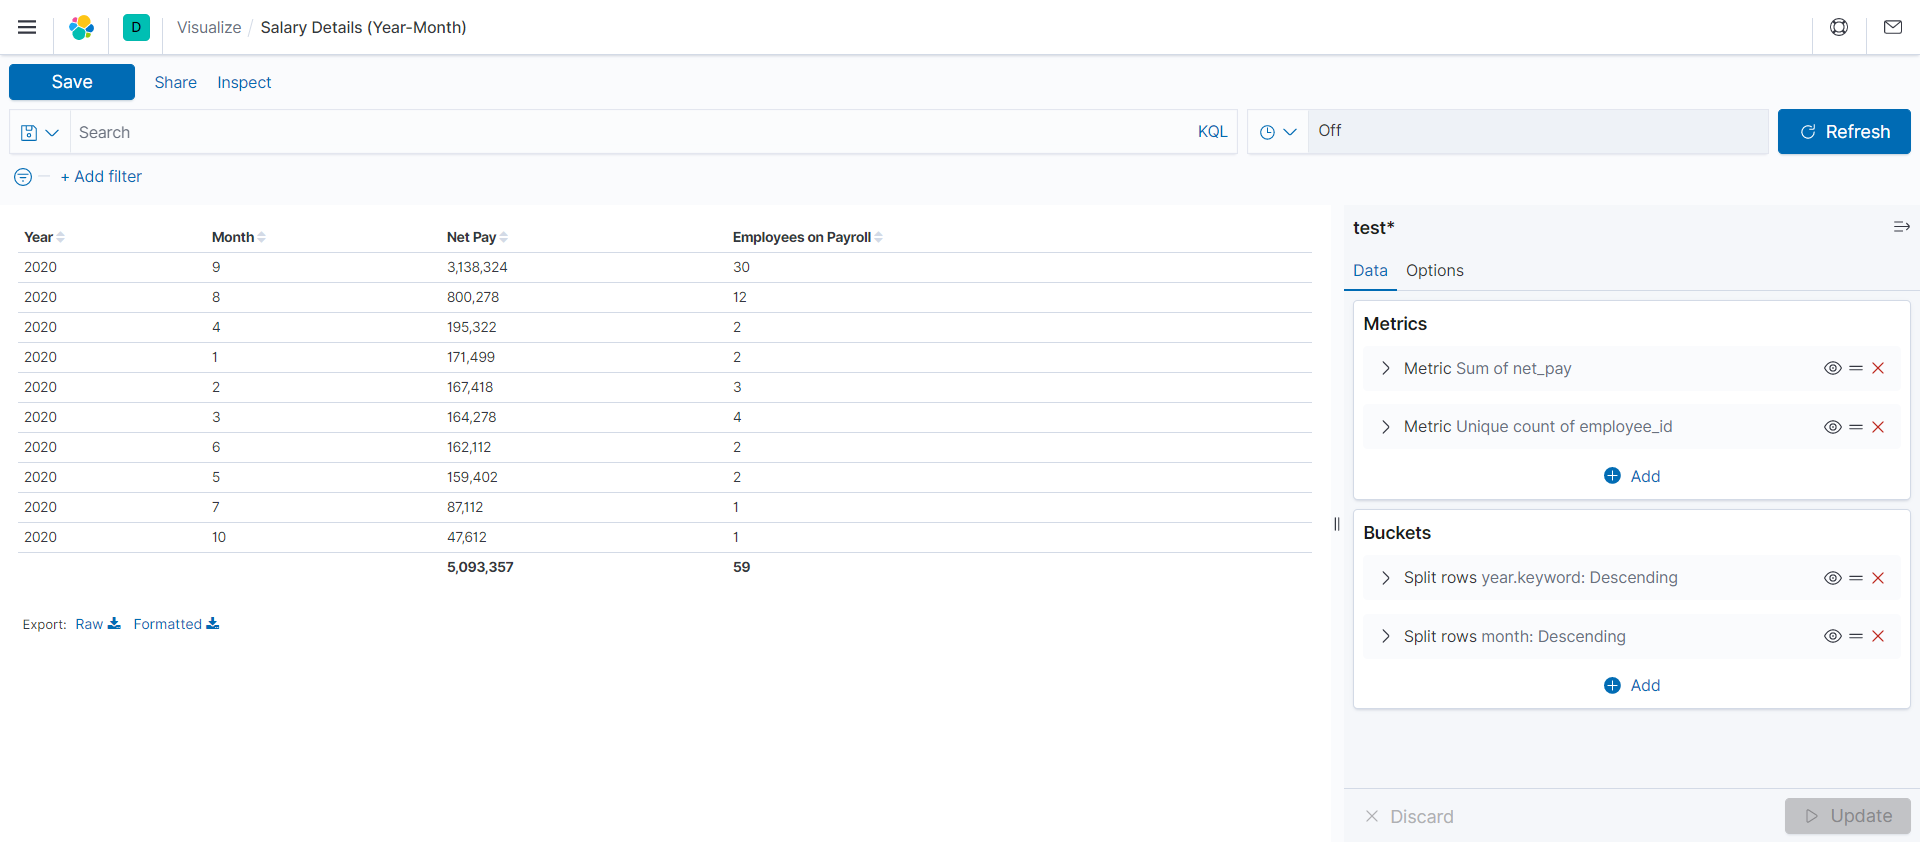 D Visualize / Salary Details (Year-Month)
Save Share Inspect
Search KQL Off Refresh
+ Add filter
Year Month Net Pay Employees on Payroll
2020 9 3,138,324 30
2020 8 800,278 12
2020 4 195,322 2
2020 1 171,499 2
2020 2 167,418 3
2020 3 164,278 4
2020 6 162,112 2
2020 5 159,402 2
2020 7 87,112 1
2020 10 47,612 1
5,093,357 59
Export: Raw Formatted
test*
Data Options
Metrics
Metric Sum of net_pay
Metric Unique count of employee_id
Add
Buckets
Split rows year.keyword: Descending
Split rows month: Descending
Add
Discard Update